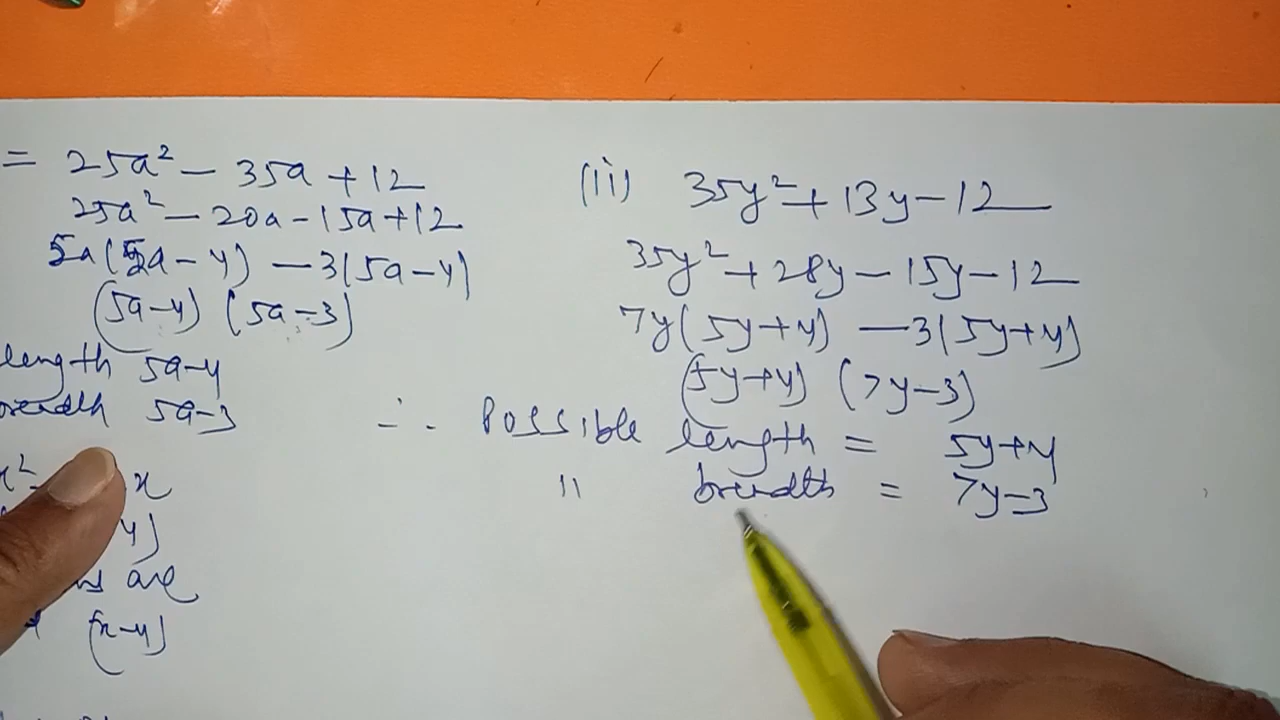 = 25a² - 35a + 12
25a² - 20a - 15a + 12
5a(5a - 4) - 3(5a - 4)
(5a - 4) (5a - 3)
length 5a - 4
breadth 5a - 3
x
4)
are
(x - 4)
(ii) 35y² + 13y - 12
35y² + 28y - 15y - 12
7y(5y + 4) - 3(5y + 4)
(5y + 4) (7y - 3)
∴ Possible length = 5y + 4
" breadth = 7y - 3